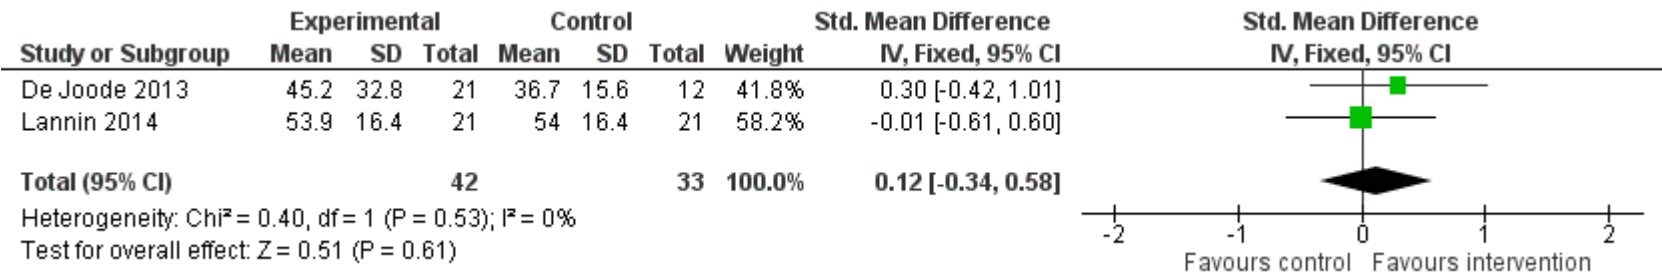 Experimental Control Std. Mean Difference Std. Mean Difference
Study or Subgroup Mean SD Total Mean SD Total Weight IV, Fixed, 95% CI IV, Fixed, 95% CI
De Joode 2013 45.2 32.8 21 36.7 15.6 12 41.8% 0.30 [-0.42, 1.01]
Lannin 2014 53.9 16.4 21 54 16.4 21 58.2% -0.01 [-0.61, 0.60]
Total (95% CI) 42 33 100.0% 0.12 [-0.34, 0.58]
Heterogeneity: Chi² = 0.40, df = 1 (P = 0.53); I² = 0%
Test for overall effect: Z = 0.51 (P = 0.61)
-2 -1 0 1 2
Favours control Favours intervention